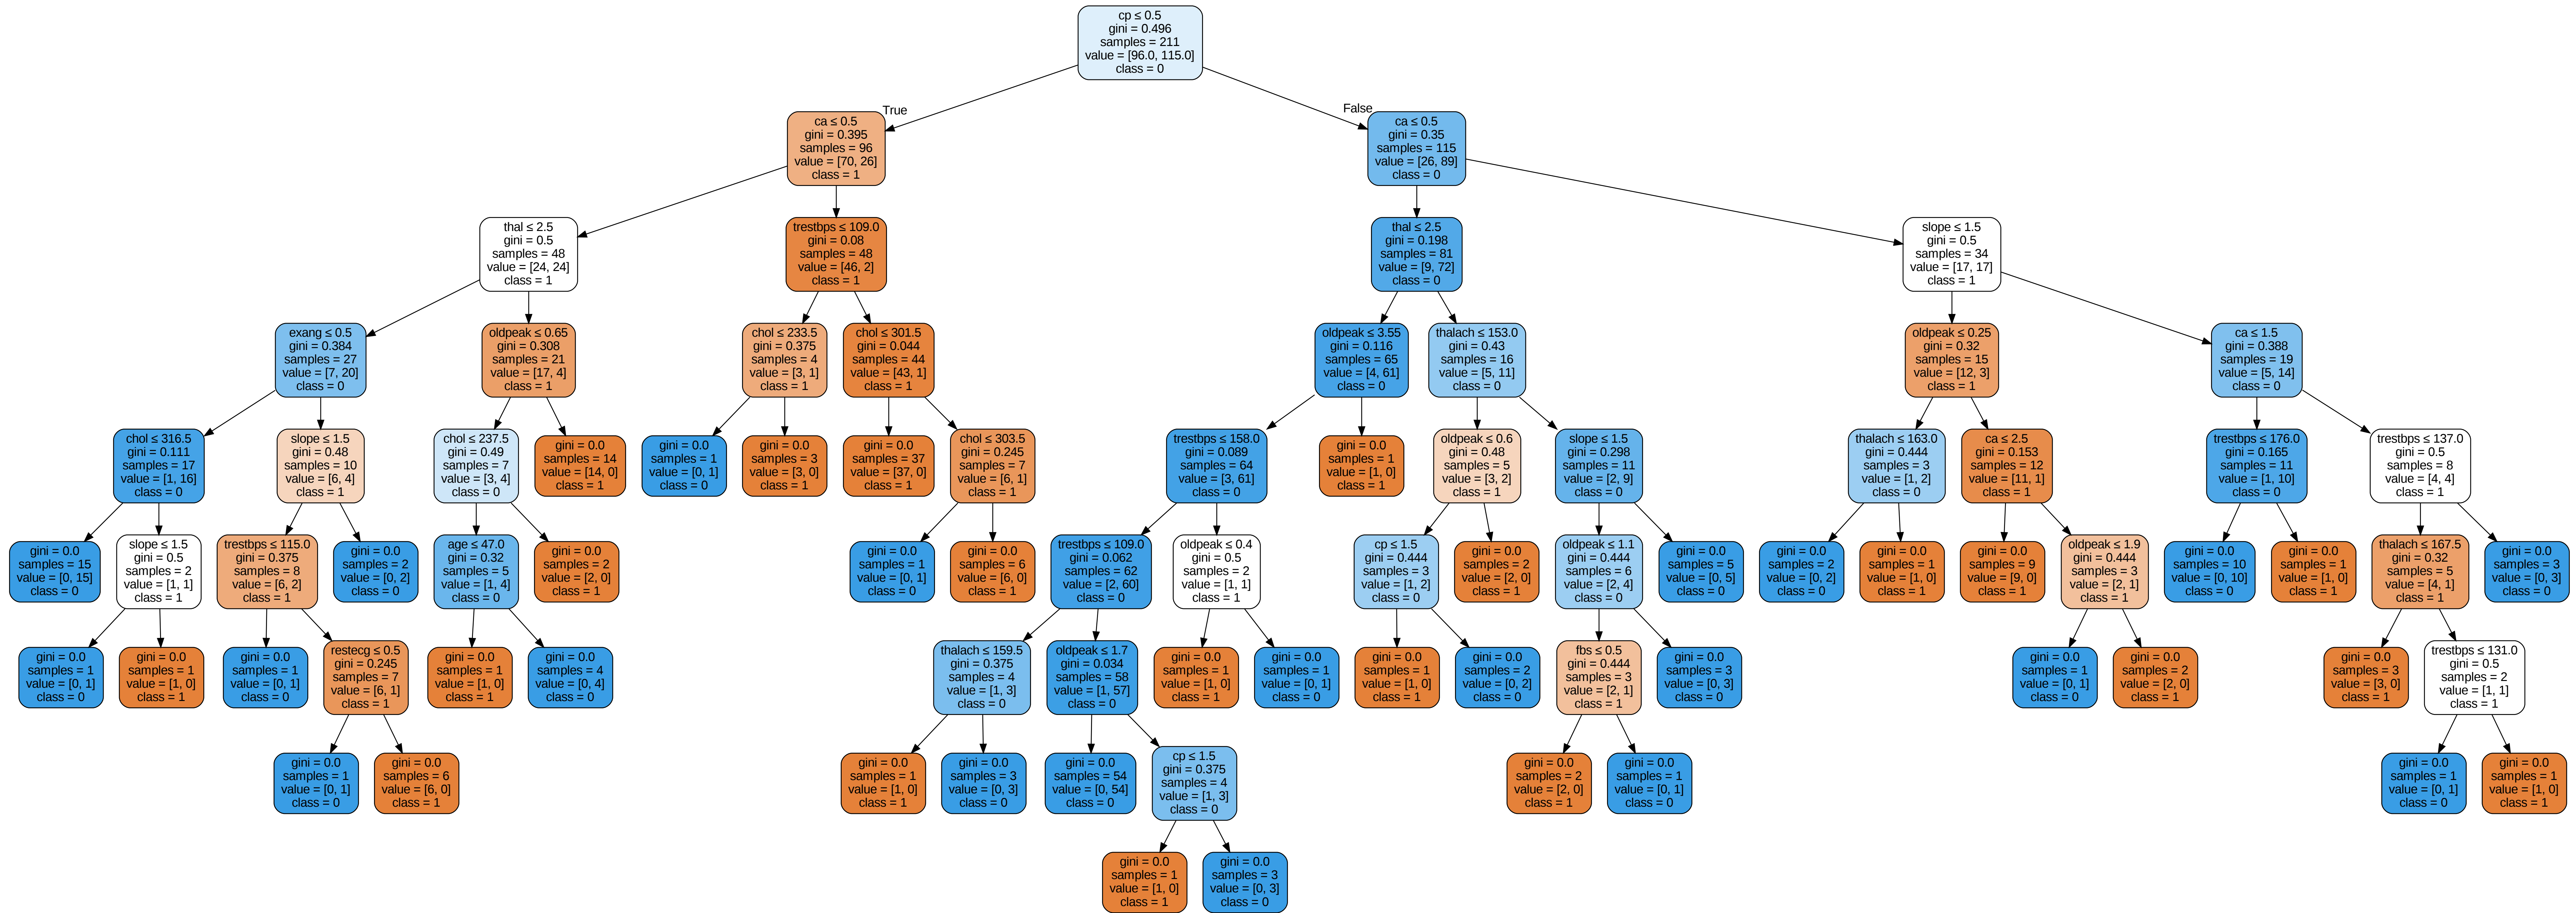 cp ≤ 0.5
gini = 0.496
samples = 211
value = [96.0, 115.0]
class = 0
True
False
ca ≤ 0.5
gini = 0.395
samples = 96
value = [70, 26]
class = 1
ca ≤ 0.5
gini = 0.35
samples = 115
value = [26, 89]
class = 0
thal ≤ 2.5
gini = 0.5
samples = 48
value = [24, 24]
class = 1
trestbps ≤ 109.0
gini = 0.08
samples = 48
value = [46, 2]
class = 1
thal ≤ 2.5
gini = 0.198
samples = 81
value = [9, 72]
class = 0
slope ≤ 1.5
gini = 0.5
samples = 34
value = [17, 17]
class = 1
exang ≤ 0.5
gini = 0.384
samples = 27
value = [7, 20]
class = 0
oldpeak ≤ 0.65
gini = 0.308
samples = 21
value = [17, 4]
class = 1
chol ≤ 233.5
gini = 0.375
samples = 4
value = [3, 1]
class = 1
chol ≤ 301.5
gini = 0.044
samples = 44
value = [43, 1]
class = 1
oldpeak ≤ 3.55
gini = 0.116
samples = 65
value = [4, 61]
class = 0
thalach ≤ 153.0
gini = 0.43
samples = 16
value = [5, 11]
class = 0
oldpeak ≤ 0.25
gini = 0.32
samples = 15
value = [12, 3]
class = 1
ca ≤ 1.5
gini = 0.388
samples = 19
value = [5, 14]
class = 0
chol ≤ 316.5
gini = 0.111
samples = 17
value = [1, 16]
class = 0
slope ≤ 1.5
gini = 0.48
samples = 10
value = [6, 4]
class = 1
chol ≤ 237.5
gini = 0.49
samples = 7
value = [3, 4]
class = 0
gini = 0.0
samples = 14
value = [14, 0]
class = 1
gini = 0.0
samples = 1
value = [0, 1]
class = 0
gini = 0.0
samples = 3
value = [3, 0]
class = 1
gini = 0.0
samples = 37
value = [37, 0]
class = 1
chol ≤ 303.5
gini = 0.245
samples = 7
value = [6, 1]
class = 1
trestbps ≤ 158.0
gini = 0.089
samples = 64
value = [3, 61]
class = 0
gini = 0.0
samples = 1
value = [1, 0]
class = 1
oldpeak ≤ 0.6
gini = 0.48
samples = 5
value = [3, 2]
class = 1
slope ≤ 1.5
gini = 0.298
samples = 11
value = [2, 9]
class = 0
thalach ≤ 163.0
gini = 0.444
samples = 3
value = [1, 2]
class = 0
ca ≤ 2.5
gini = 0.153
samples = 12
value = [11, 1]
class = 1
trestbps ≤ 176.0
gini = 0.165
samples = 11
value = [1, 10]
class = 0
trestbps ≤ 137.0
gini = 0.5
samples = 8
value = [4, 4]
class = 1
gini = 0.0
samples = 15
value = [0, 15]
class = 0
slope ≤ 1.5
gini = 0.5
samples = 2
value = [1, 1]
class = 1
trestbps ≤ 115.0
gini = 0.375
samples = 8
value = [6, 2]
class = 1
gini = 0.0
samples = 2
value = [0, 2]
class = 0
age ≤ 47.0
gini = 0.32
samples = 5
value = [1, 4]
class = 0
gini = 0.0
samples = 2
value = [2, 0]
class = 1
gini = 0.0
samples = 1
value = [0, 1]
class = 0
gini = 0.0
samples = 6
value = [6, 0]
class = 1
trestbps ≤ 109.0
gini = 0.062
samples = 62
value = [2, 60]
class = 0
oldpeak ≤ 0.4
gini = 0.5
samples = 2
value = [1, 1]
class = 1
cp ≤ 1.5
gini = 0.444
samples = 3
value = [1, 2]
class = 0
gini = 0.0
samples = 2
value = [2, 0]
class = 1
oldpeak ≤ 1.1
gini = 0.444
samples = 6
value = [2, 4]
class = 0
gini = 0.0
samples = 5
value = [0, 5]
class = 0
gini = 0.0
samples = 2
value = [0, 2]
class = 0
gini = 0.0
samples = 1
value = [1, 0]
class = 1
gini = 0.0
samples = 9
value = [9, 0]
class = 1
oldpeak ≤ 1.9
gini = 0.444
samples = 3
value = [2, 1]
class = 1
gini = 0.0
samples = 10
value = [0, 10]
class = 0
gini = 0.0
samples = 1
value = [1, 0]
class = 1
thalach ≤ 167.5
gini = 0.32
samples = 5
value = [4, 1]
class = 1
gini = 0.0
samples = 3
value = [0, 3]
class = 0
gini = 0.0
samples = 1
value = [0, 1]
class = 0
gini = 0.0
samples = 1
value = [1, 0]
class = 1
gini = 0.0
samples = 1
value = [0, 1]
class = 0
restecg ≤ 0.5
gini = 0.245
samples = 7
value = [6, 1]
class = 1
gini = 0.0
samples = 1
value = [1, 0]
class = 1
gini = 0.0
samples = 4
value = [0, 4]
class = 0
thalach ≤ 159.5
gini = 0.375
samples = 4
value = [1, 3]
class = 0
oldpeak ≤ 1.7
gini = 0.034
samples = 58
value = [1, 57]
class = 0
gini = 0.0
samples = 1
value = [1, 0]
class = 1
gini = 0.0
samples = 1
value = [0, 1]
class = 0
gini = 0.0
samples = 1
value = [1, 0]
class = 1
gini = 0.0
samples = 2
value = [0, 2]
class = 0
fbs ≤ 0.5
gini = 0.444
samples = 3
value = [2, 1]
class = 1
gini = 0.0
samples = 3
value = [0, 3]
class = 0
gini = 0.0
samples = 1
value = [0, 1]
class = 0
gini = 0.0
samples = 2
value = [2, 0]
class = 1
gini = 0.0
samples = 3
value = [3, 0]
class = 1
trestbps ≤ 131.0
gini = 0.5
samples = 2
value = [1, 1]
class = 1
gini = 0.0
samples = 1
value = [0, 1]
class = 0
gini = 0.0
samples = 6
value = [6, 0]
class = 1
gini = 0.0
samples = 1
value = [1, 0]
class = 1
gini = 0.0
samples = 3
value = [0, 3]
class = 0
gini = 0.0
samples = 54
value = [0, 54]
class = 0
cp ≤ 1.5
gini = 0.375
samples = 4
value = [1, 3]
class = 0
gini = 0.0
samples = 2
value = [2, 0]
class = 1
gini = 0.0
samples = 1
value = [0, 1]
class = 0
gini = 0.0
samples = 1
value = [0, 1]
class = 0
gini = 0.0
samples = 1
value = [1, 0]
class = 1
gini = 0.0
samples = 1
value = [1, 0]
class = 1
gini = 0.0
samples = 3
value = [0, 3]
class = 0